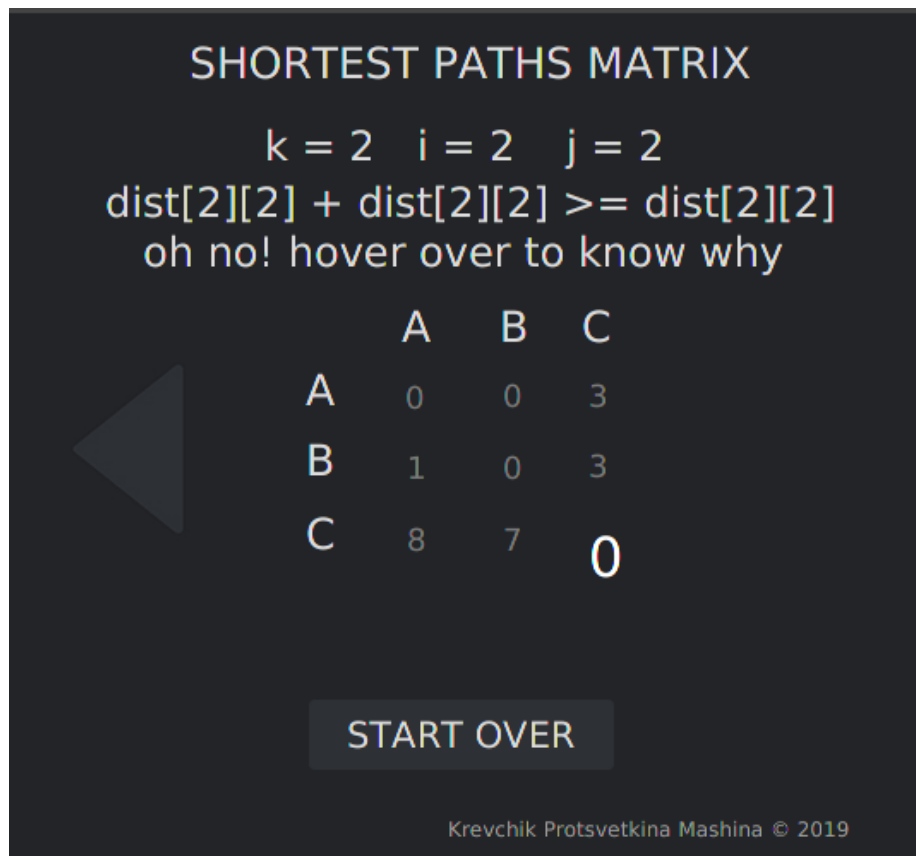 SHORTEST PATHS MATRIX
k = 2 i = 2 j = 2
dist[2][2] + dist[2][2] >= dist[2][2]
oh no! hover over to know why
A B C
A 0 0 3
B 1 0 3
C 8 7 0
START OVER
Krevchik Protsvetkina Mashina © 2019